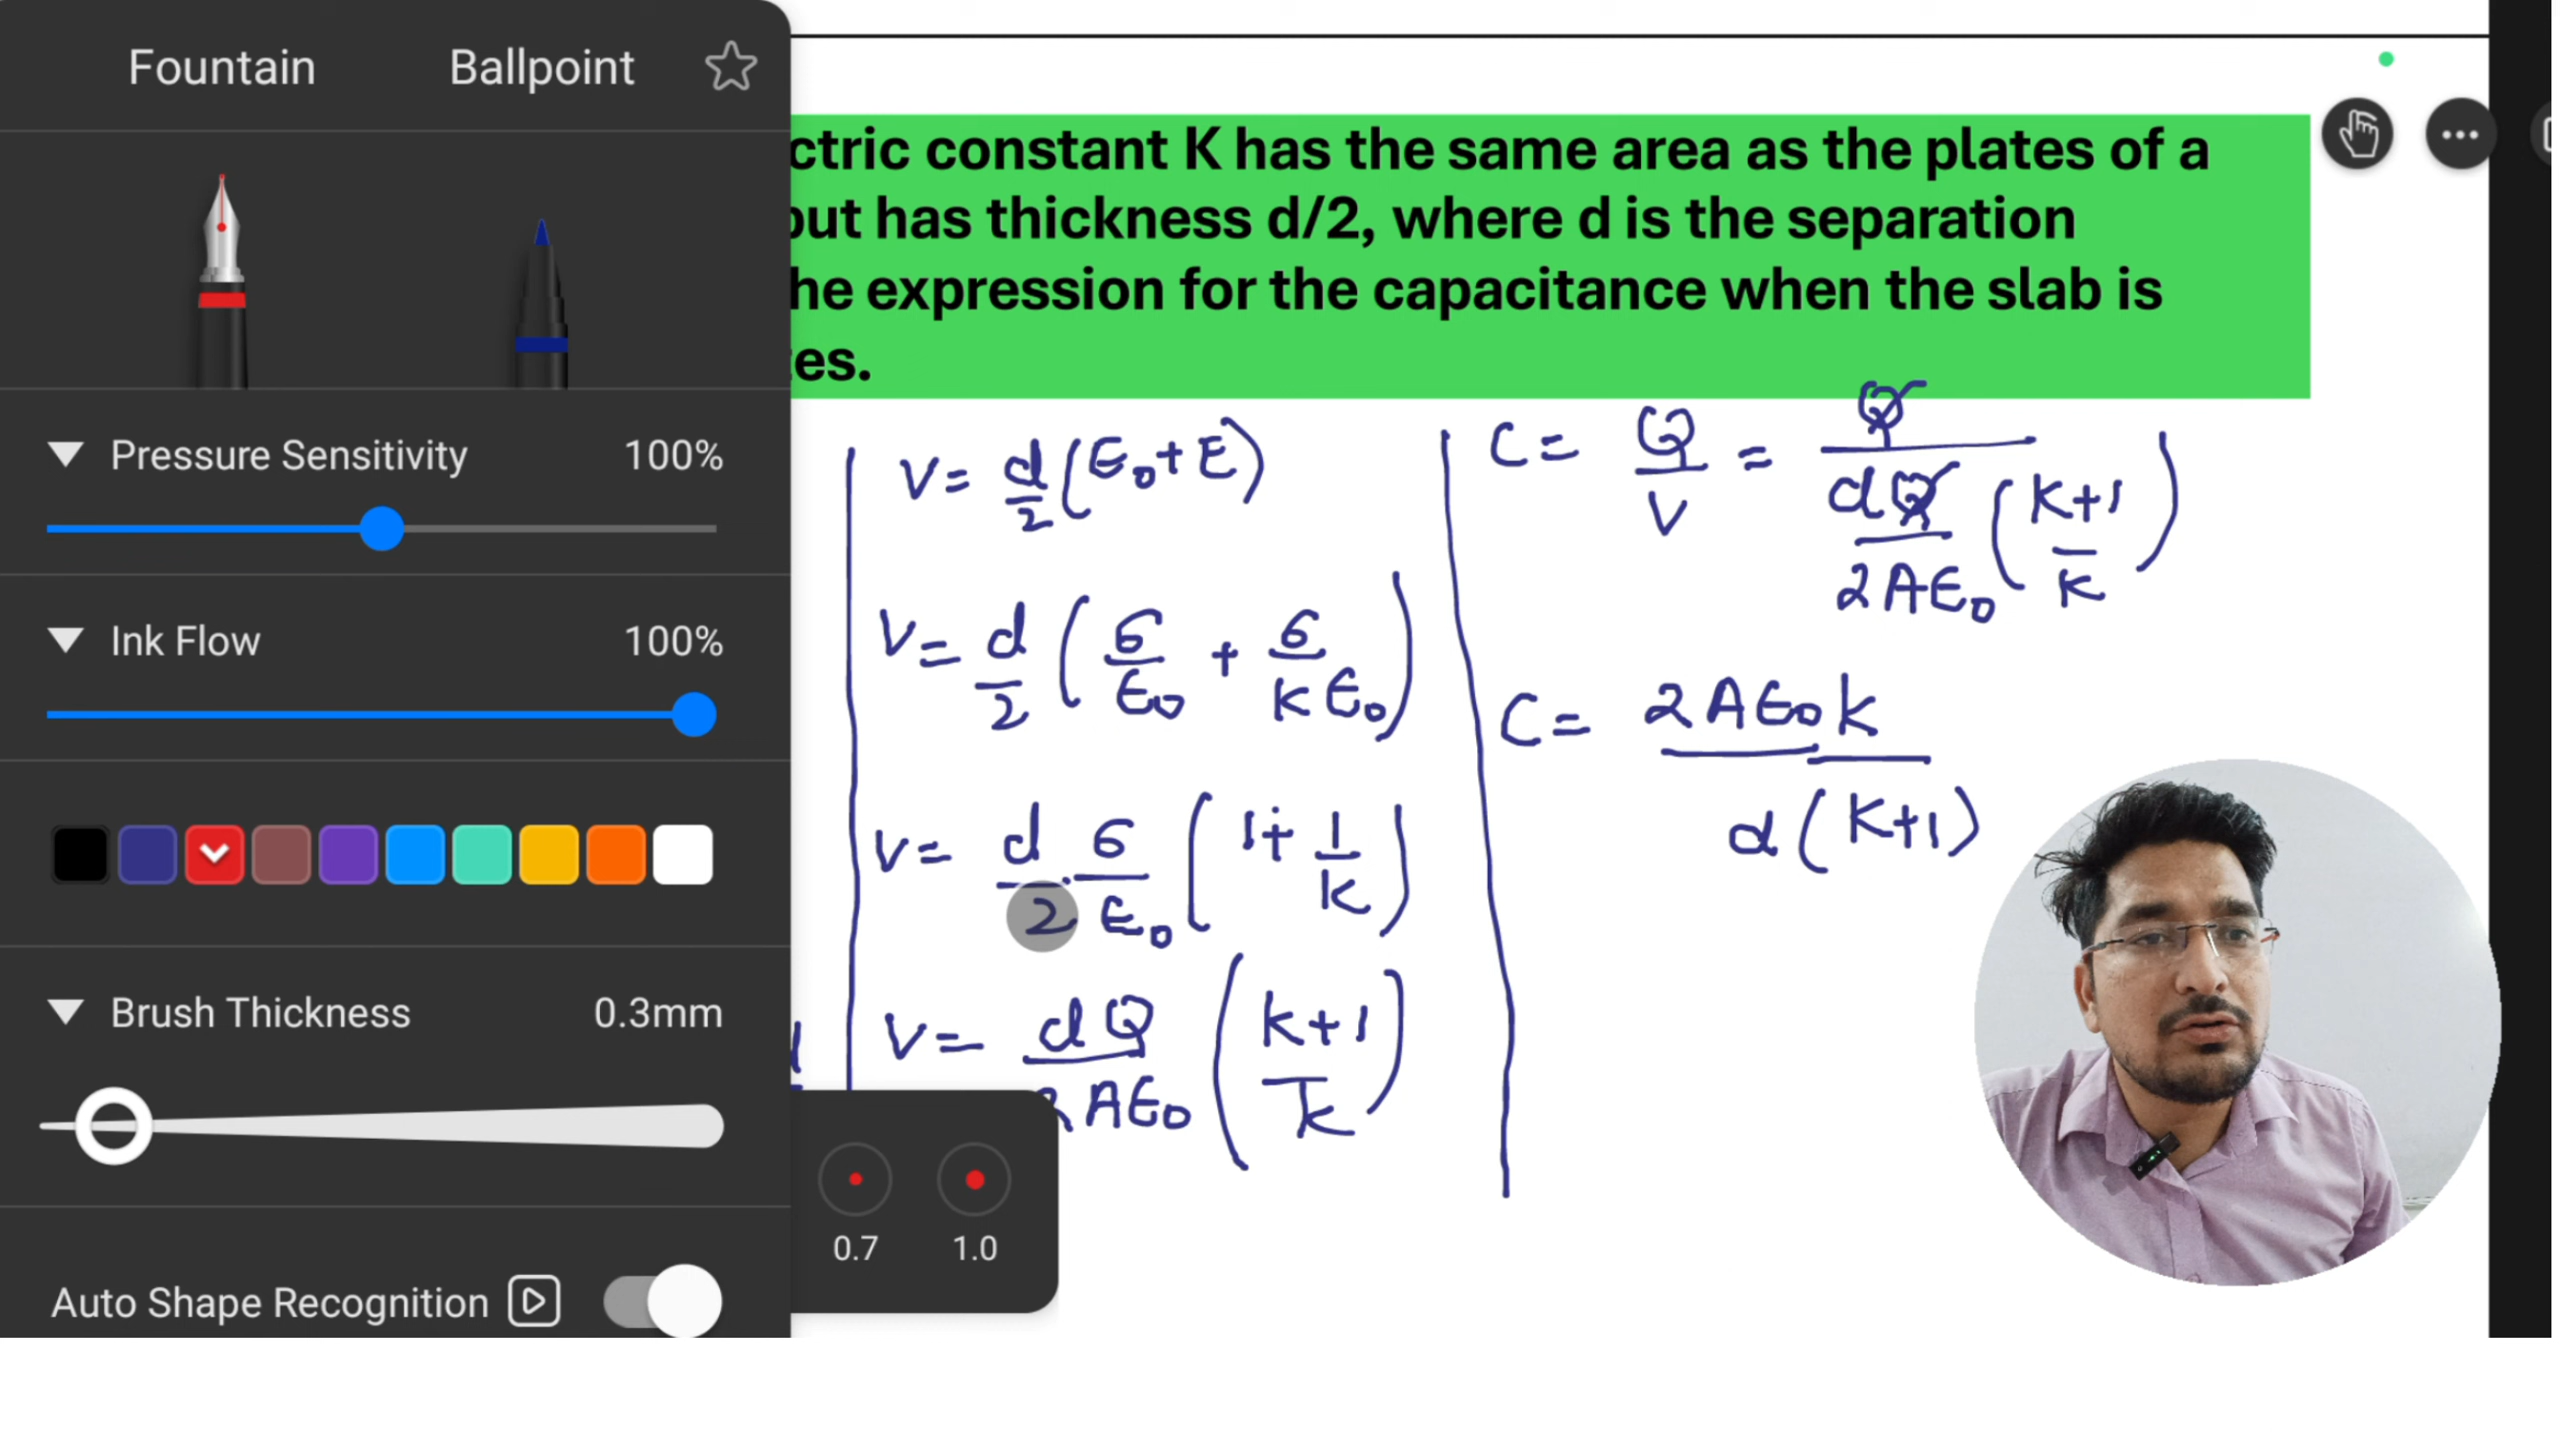 Fountain Ballpoint
Pressure Sensitivity 100%
Ink Flow 100%
Brush Thickness 0.3mm
Auto Shape Recognition
0.7 1.0
ctric constant K has the same area as the plates of a
out has thickness d/2, where d is the separation
he expression for the capacitance when the slab is
es.
V = d/2 (E₀ + E)
V = d/2 (σ/ε₀ + σ/kε₀)
V = d/2 · σ/ε₀ (1 + 1/k)
V = dQ/2Aε₀ (k+1/k)
C = Q/V = Q/(dQ/2Aε₀ (k+1/k))
C = 2Aε₀k/d(k+1)